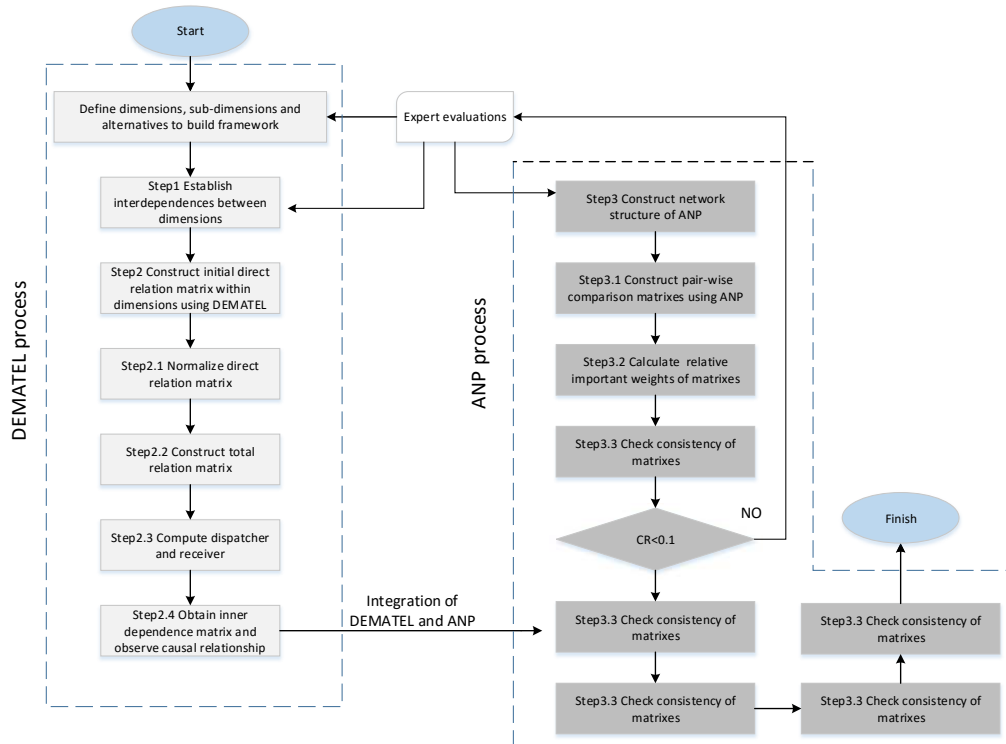 Start
Define dimensions, sub-dimensions and
alternatives to build framework
Expert evaluations
Step1 Establish
interdependences between
dimensions
Step2 Construct initial direct
relation matrix within
dimensions using DEMATEL
Step2.1 Normalize direct
relation matrix
Step2.2 Construct total
relation matrix
Step2.3 Compute dispatcher
and receiver
Step2.4 Obtain inner
dependence matrix and
observe causal relationship
DEMATEL process
Integration of
DEMATEL and ANP
ANP process
Step3 Construct network
structure of ANP
Step3.1 Construct pair-wise
comparison matrixes using ANP
Step3.2 Calculate relative
important weights of matrixes
Step3.3 Check consistency of
matrixes
CR<0.1
NO
Step3.3 Check consistency of
matrixes
Step3.3 Check consistency of
matrixes
Step3.3 Check consistency of
matrixes
Step3.3 Check consistency of
matrixes
Finish